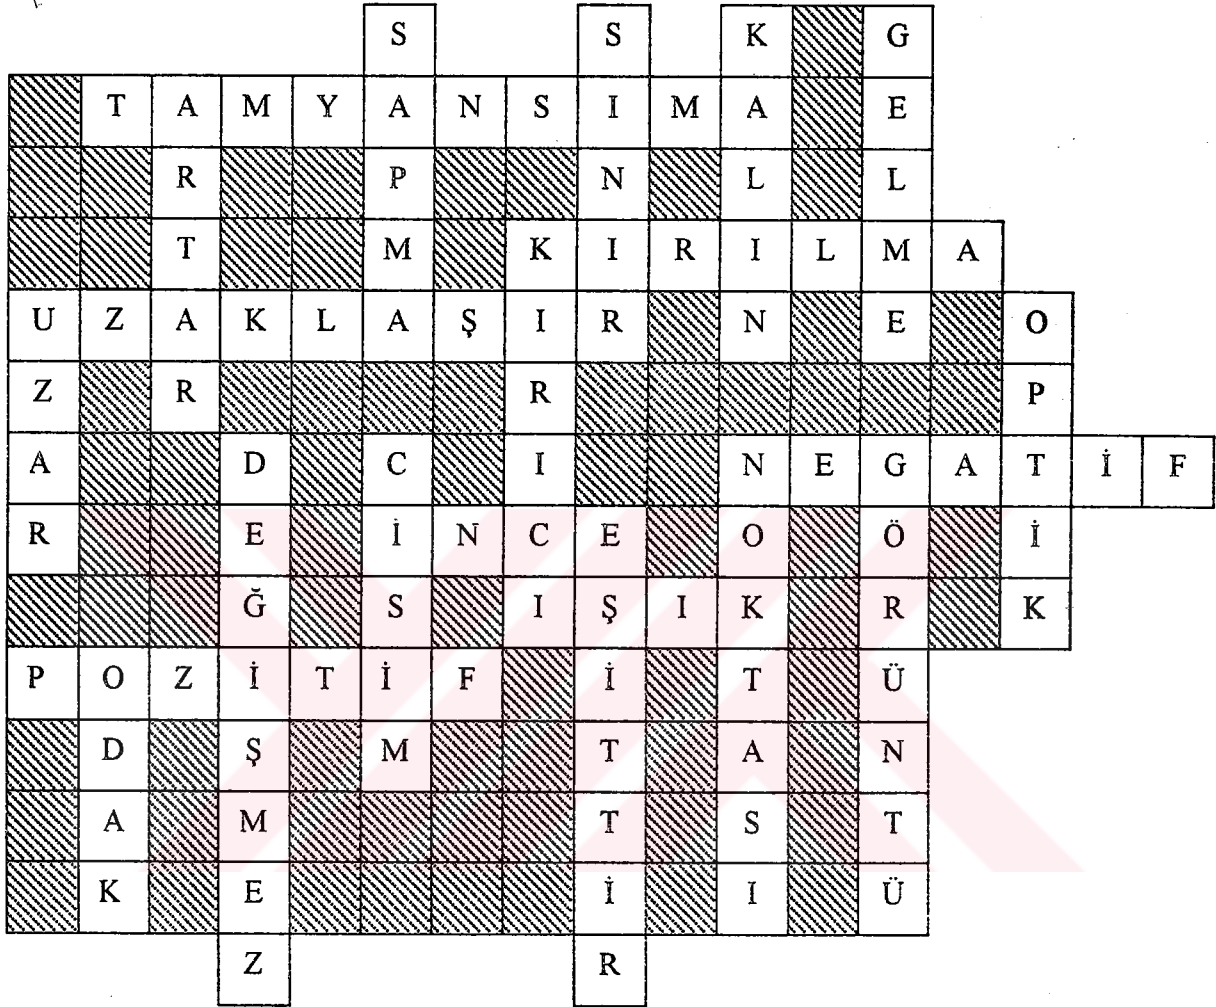 S S K G
T A M Y A N S I M A E
R P N L L
T M K I R I L M A
U Z A K L A Ş I R N E O
Z R R P
A D C I N E G A T İ F
R E İ N C E O Ö İ
Ğ S I Ş I K R K
P O Z İ T İ F İ T Ü
D Ş M T A N
A M T S T
K E İ I Ü
Z R